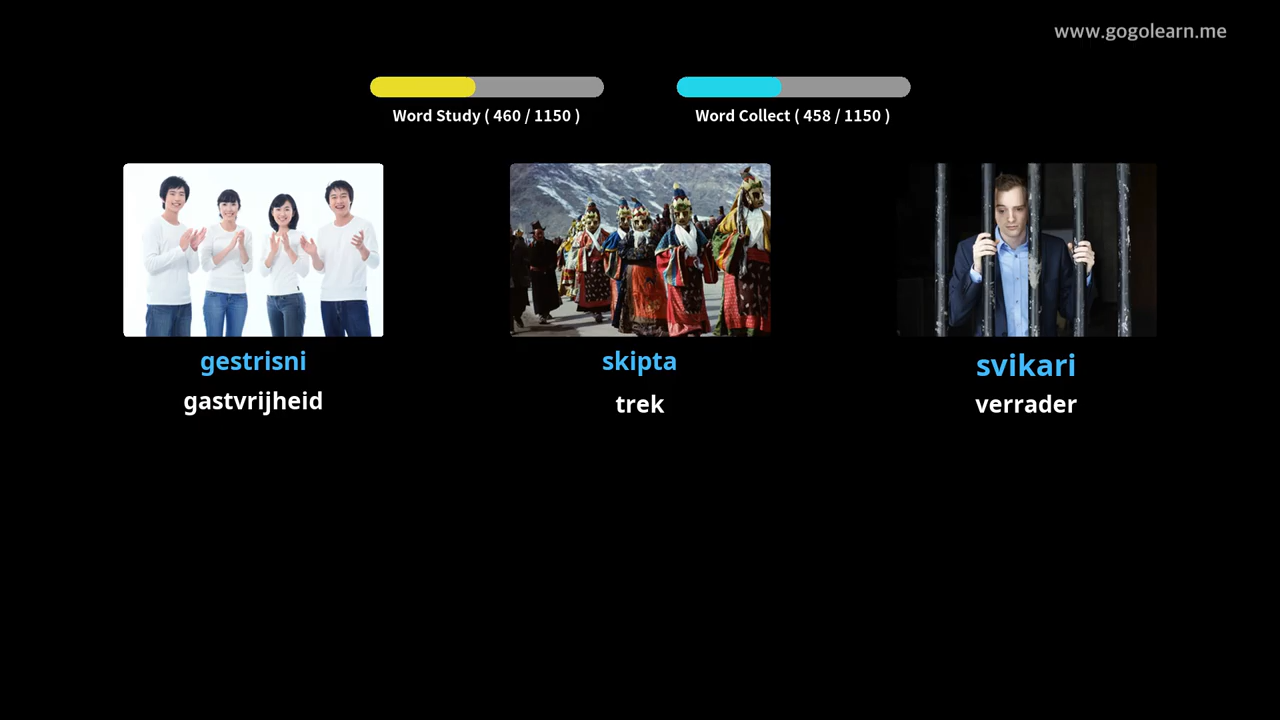 www.gogolearn.me
Word Study ( 460 / 1150 )
Word Collect ( 458 / 1150 )
gestrisni
skipta
svikari
gastvrijheid
trek
verrader